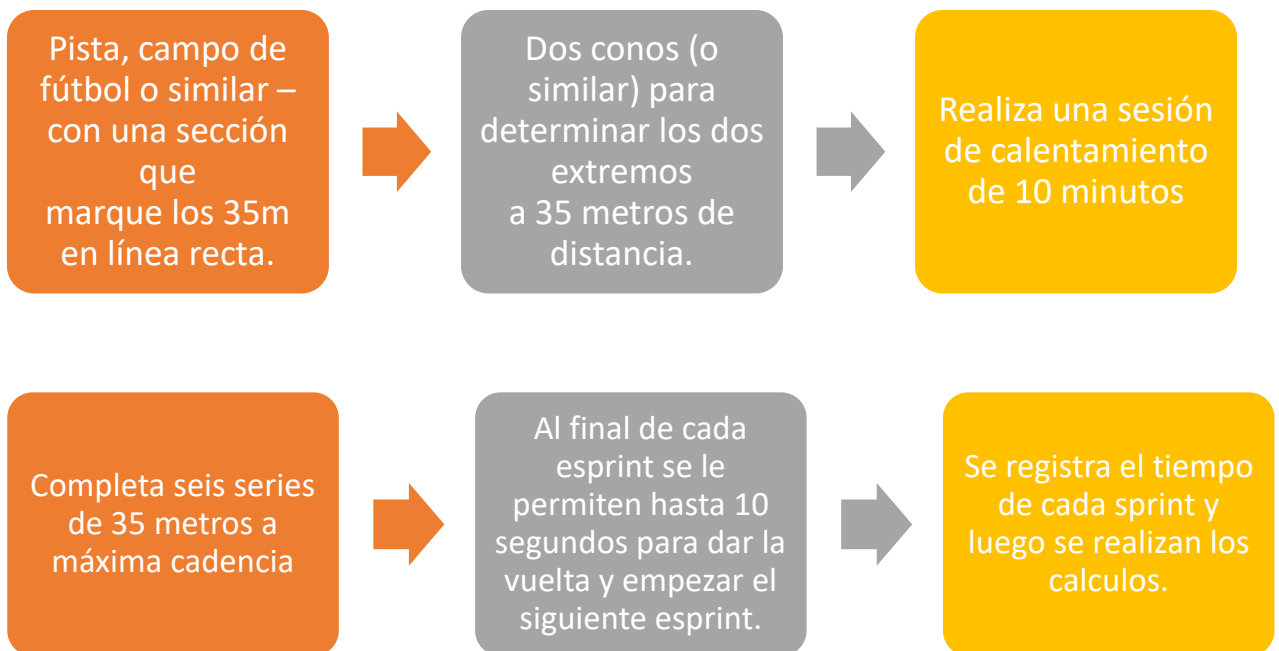 Pista, campo de
fútbol o similar –
con una sección
que
marque los 35m
en línea recta.
Dos conos (o
similar) para
determinar los dos
extremos
a 35 metros de
distancia.
Realiza una sesión
de calentamiento
de 10 minutos
Completa seis series
de 35 metros a
máxima cadencia
Al final de cada
esprint se le
permiten hasta 10
segundos para dar la
vuelta y empezar el
siguiente esprint.
Se registra el tiempo
de cada sprint y
luego se realizan los
calculos.